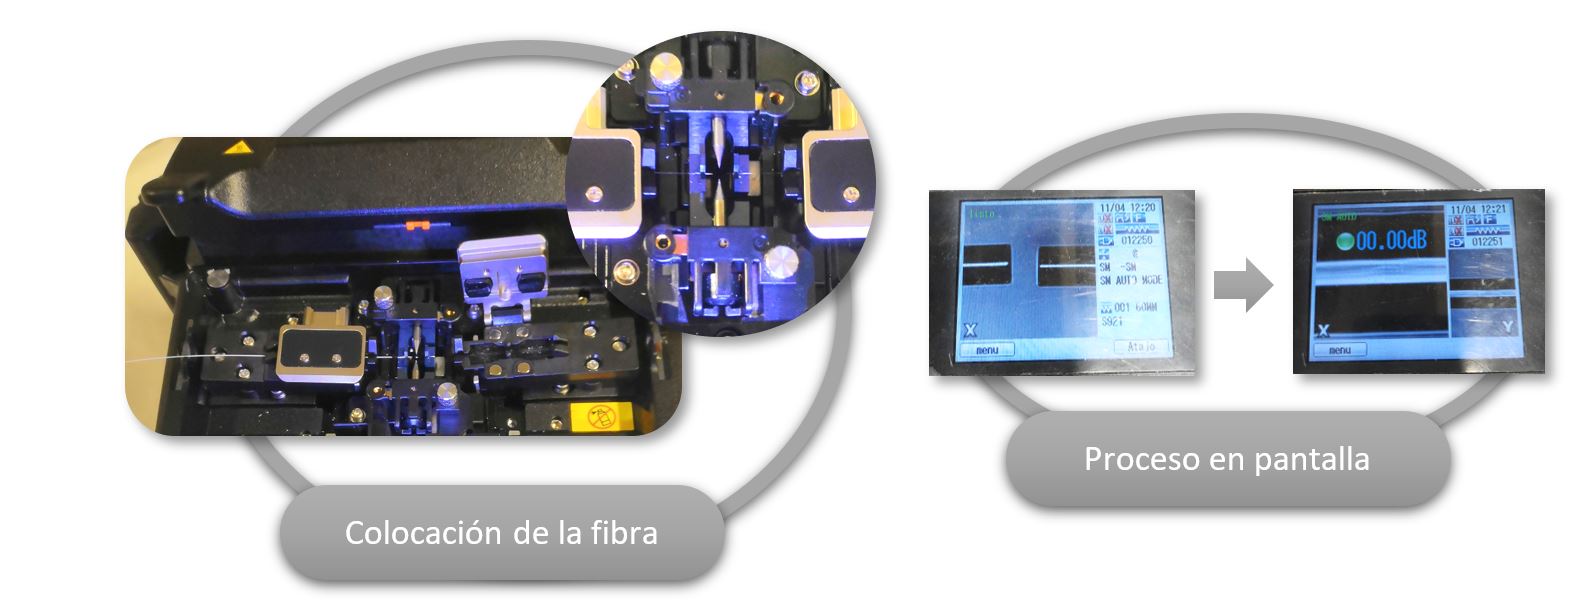 Colocación de la fibra
listo
11/04 12:20
012250
SM -SM
SM AUTO MODE
001 60MM
S921
X
menu
Atajo
SM AUTO
11/04 12:21
00.00dB
012251
X
Y
menu
Proceso en pantalla